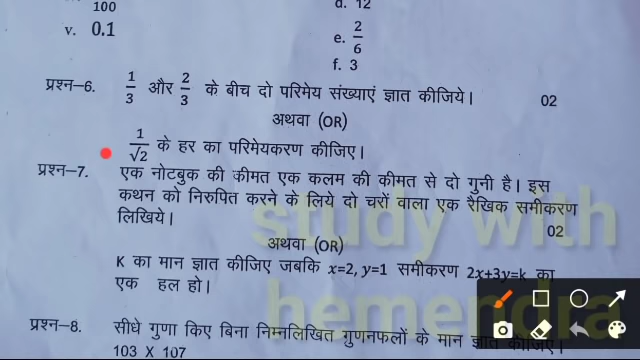 100
d. 12
v. 0.1
e. 2/6
f. 3
प्रश्न–6. 1/3 और 2/3 के बीच दो परिमेय संख्याएं ज्ञात कीजिये। 02
अथवा (OR)
1/√2 के हर का परिमेयकरण कीजिए।
प्रश्न–7. एक नोटबुक की कीमत एक कलम की कीमत से दो गुनी है। इस
कथन को निरुपित करने के लिये दो चरों वाला एक रैखिक समीकरण
लिखिये। 02
अथवा (OR)
K का मान ज्ञात कीजिए जबकि x=2, y=1 समीकरण 2x+3y=k का
एक हल हो।
प्रश्न–8. सीधे गुणा किए बिना निम्नलिखित गुणनफलों के मान ज्ञात कीजिए।
103 X 107
study with
hemendra